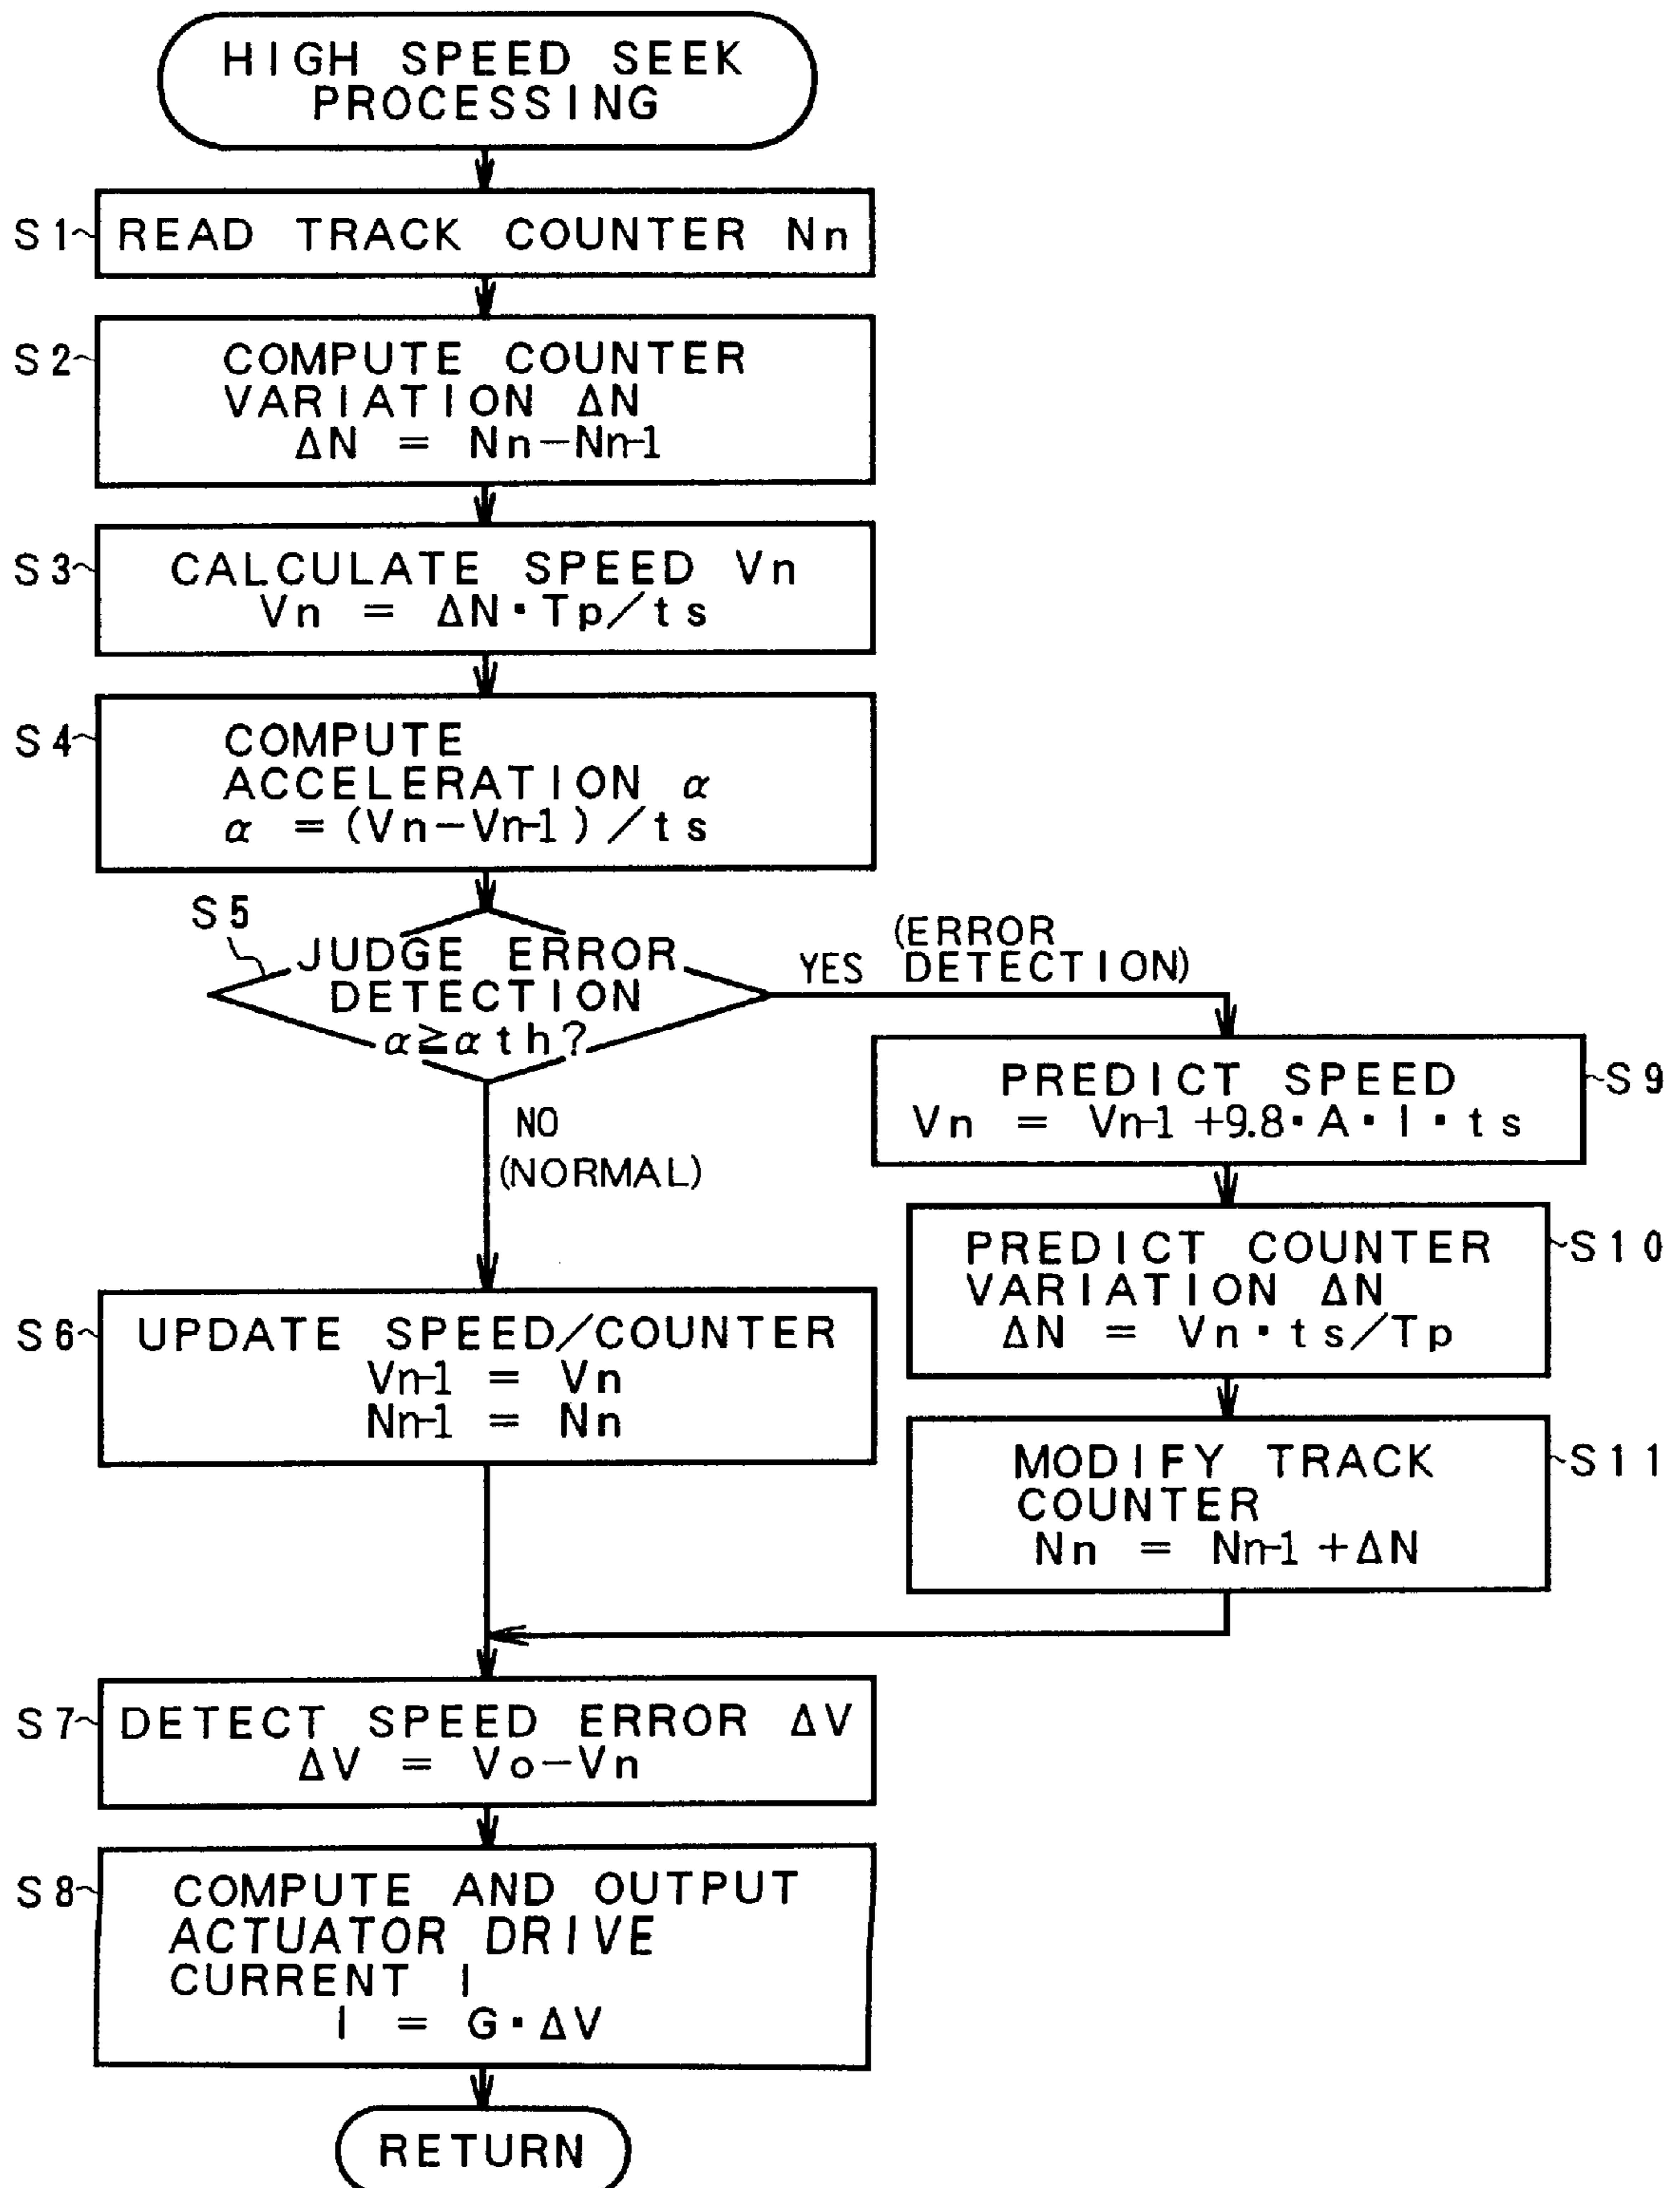 HIGH SPEED SEEK
PROCESSING
S1
READ TRACK COUNTER Nn
S2
COMPUTE COUNTER
VARIATION ΔN
ΔN = Nn-Nn-1
S3
CALCULATE SPEED Vn
Vn = ΔN・Tp/ts
S4
COMPUTE
ACCELERATION α
α =(Vn-Vn-1)/ts
S5
JUDGE ERROR
DETECTION
α≧αth?
YES
(ERROR
DETECTION)
NO
(NORMAL)
S9
PREDICT SPEED
Vn = Vn-1+9.8・A・I・ts
S10
PREDICT COUNTER
VARIATION ΔN
ΔN = Vn・ts/Tp
S11
MODIFY TRACK
COUNTER
Nn = Nn-1+ΔN
S6
UPDATE SPEED/COUNTER
Vn-1 = Vn
Nn-1 = Nn
S7
DETECT SPEED ERROR ΔV
ΔV = Vo-Vn
S8
COMPUTE AND OUTPUT
ACTUATOR DRIVE
CURRENT I
I = G・ΔV
RETURN